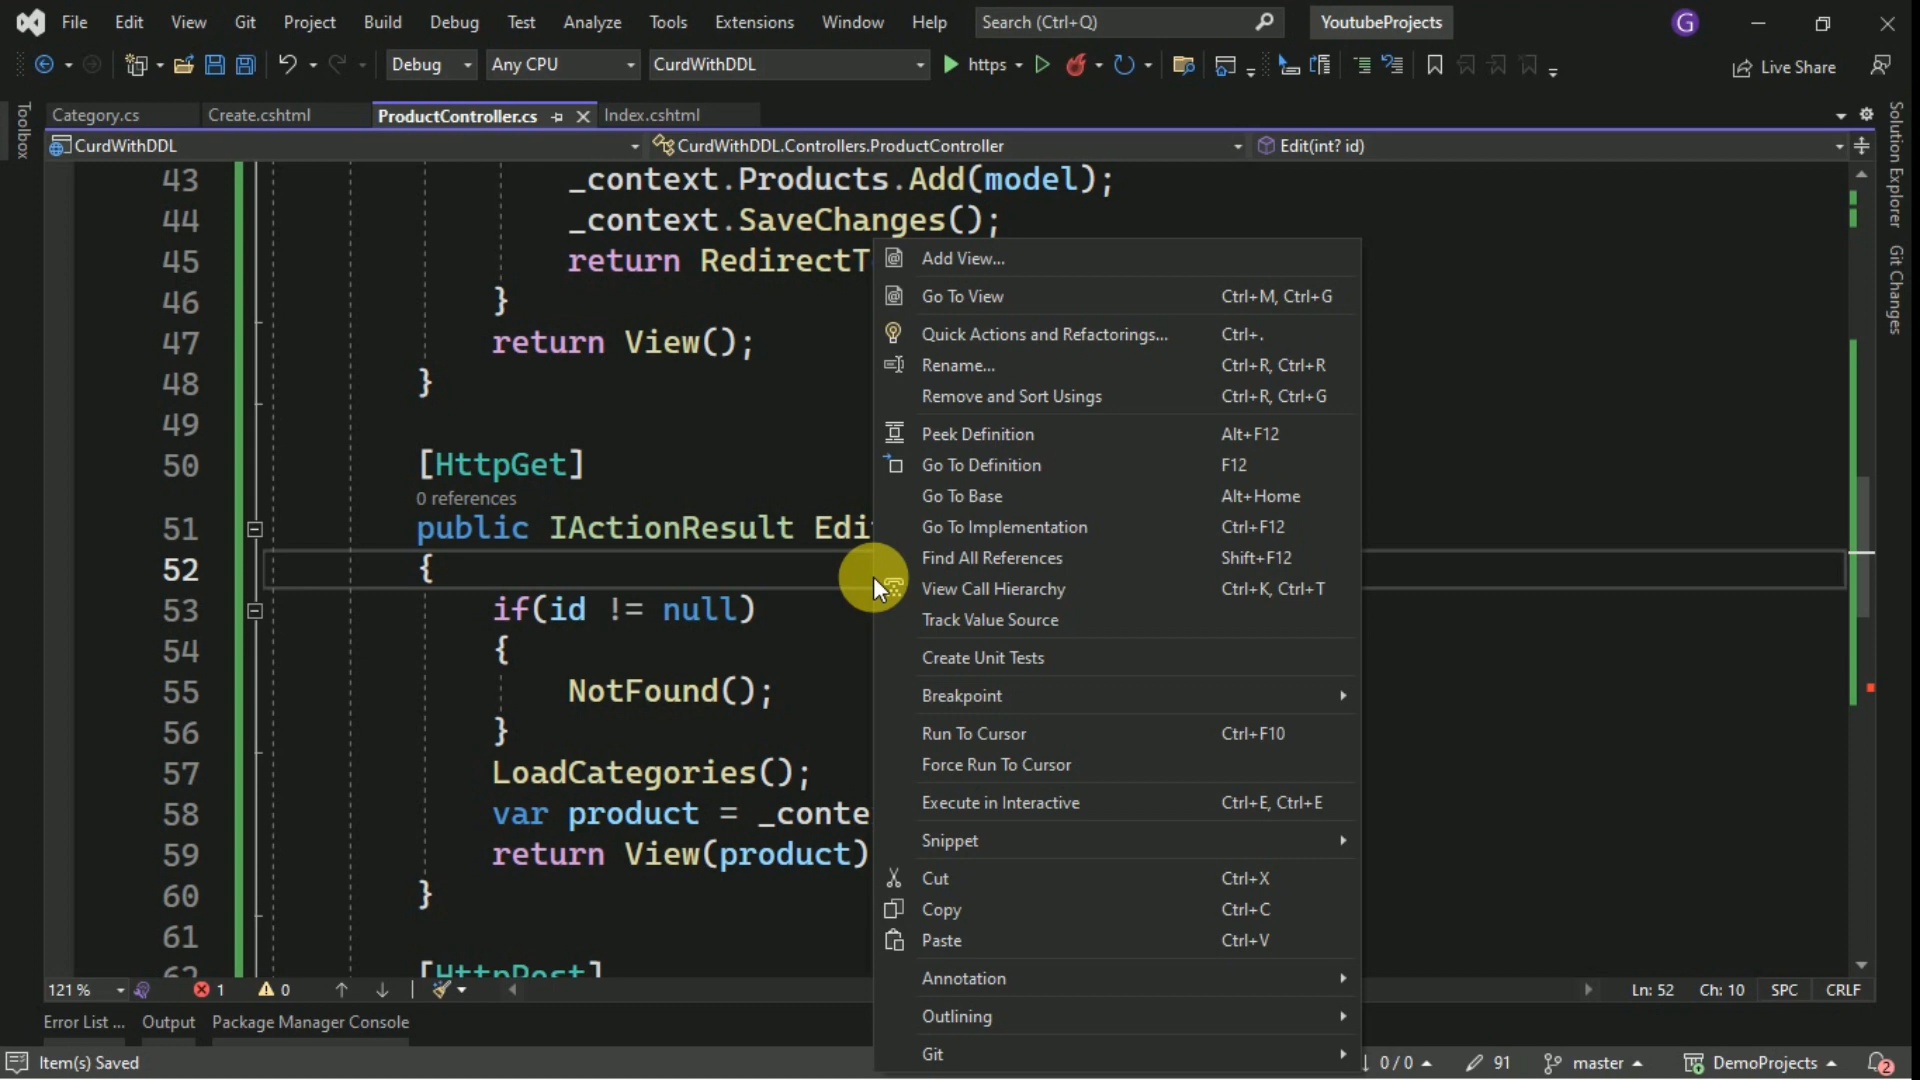 File Edit View Git Project Build Debug Test Analyze Tools Extensions Window Help Search (Ctrl+Q) YoutubeProjects G
Debug Any CPU CurdWithDDL https Live Share
Toolbox
Category.cs Create.cshtml ProductController.cs Index.cshtml
CurdWithDDL CurdWithDDL.Controllers.ProductController Edit(int? id)
Solution Explorer
Git Changes
43 _context.Products.Add(model);
44 _context.SaveChanges();
45 return RedirectT
46 }
47 return View();
48 }
49
50 [HttpGet]
0 references
51 public IActionResult Edi
52 {
53 if(id != null)
54 {
55 NotFound();
56 }
57 LoadCategories();
58 var product = _conte
59 return View(product)
60 }
61
62 [HttpPost]
Add View...
Go To View Ctrl+M, Ctrl+G
Quick Actions and Refactorings... Ctrl+.
Rename... Ctrl+R, Ctrl+R
Remove and Sort Usings Ctrl+R, Ctrl+G
Peek Definition Alt+F12
Go To Definition F12
Go To Base Alt+Home
Go To Implementation Ctrl+F12
Find All References Shift+F12
View Call Hierarchy Ctrl+K, Ctrl+T
Track Value Source
Create Unit Tests
Breakpoint
Run To Cursor Ctrl+F10
Force Run To Cursor
Execute in Interactive Ctrl+E, Ctrl+E
Snippet
Cut Ctrl+X
Copy Ctrl+C
Paste Ctrl+V
Annotation
Outlining
Git
121 % 1 0 Ln: 52 Ch: 10 SPC CRLF
Error List ... Output Package Manager Console
Item(s) Saved 0 / 0 91 master DemoProjects 2